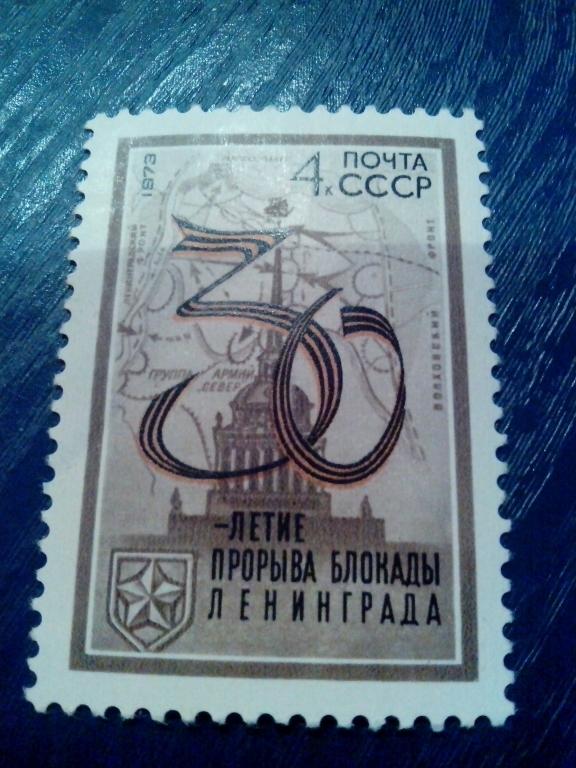 1973
4к
ПОЧТА
СССР
ЛЕНИНГРАДСКИЙ
ФРОНТ
ВОЛХОВСКИЙ
ФРОНТ
ГРУППА АРМИЙ
„СЕВЕР"
30
-ЛЕТИЕ
ПРОРЫВА БЛОКАДЫ
ЛЕНИНГРАДА